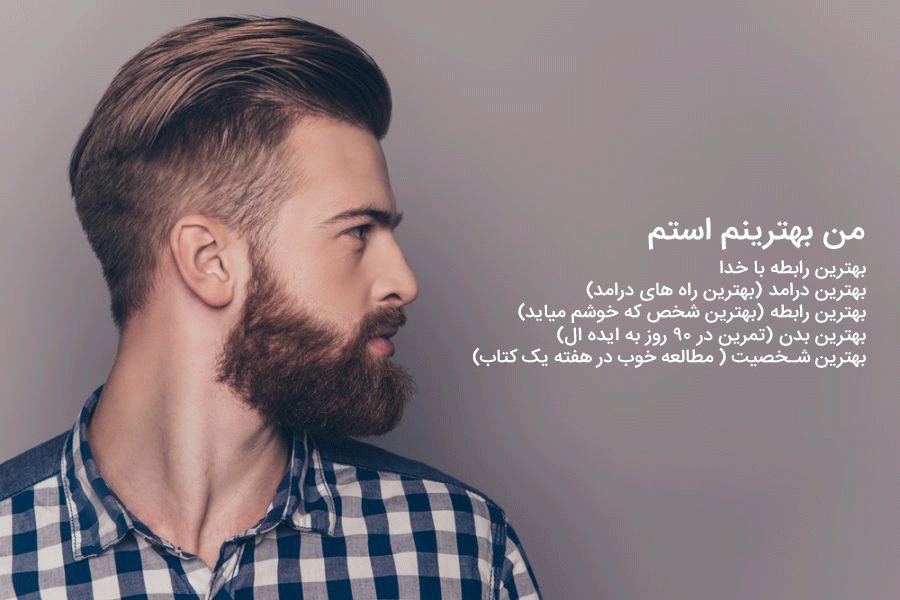 من بهترینم استم
بهترین رابطه با خدا
بهترین درامد (بهترین راه های درامد)
بهترین رابطه (بهترین شخص که خوشم میاید)
بهترین بدن (تمرین در ۹۰ روز به ایده ال)
بهترین شـخصیت ( مطالعه خوب در هفته یک کتاب)